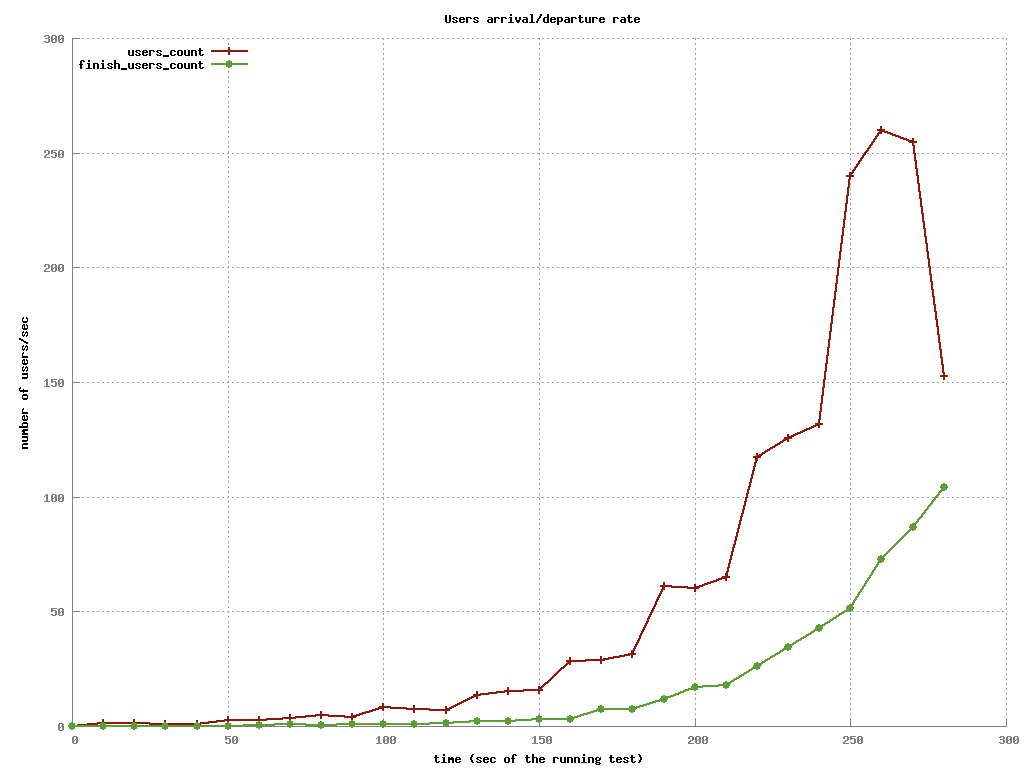 Users arrival/departure rate
300
users_count
finish_users_count
250
200
150
100
50
0
number of users/sec
0 50 100 150 200 250 300
time (sec of the running test)